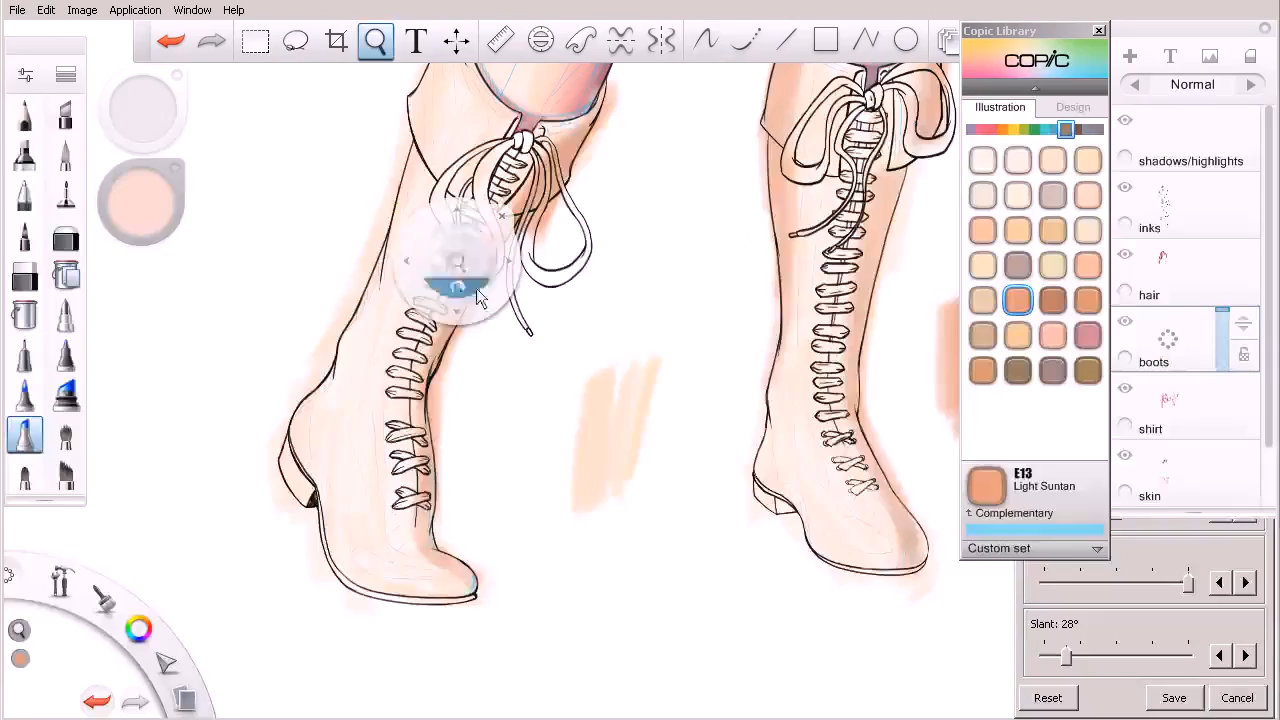 File Edit Image Application Window Help
T
Copic Library
COPIC
Illustration Design
E13
Light Suntan
Complementary
Custom set
T
Normal
shadows/highlights
inks
hair
boots
shirt
skin
Slant: 28°
Reset Save Cancel